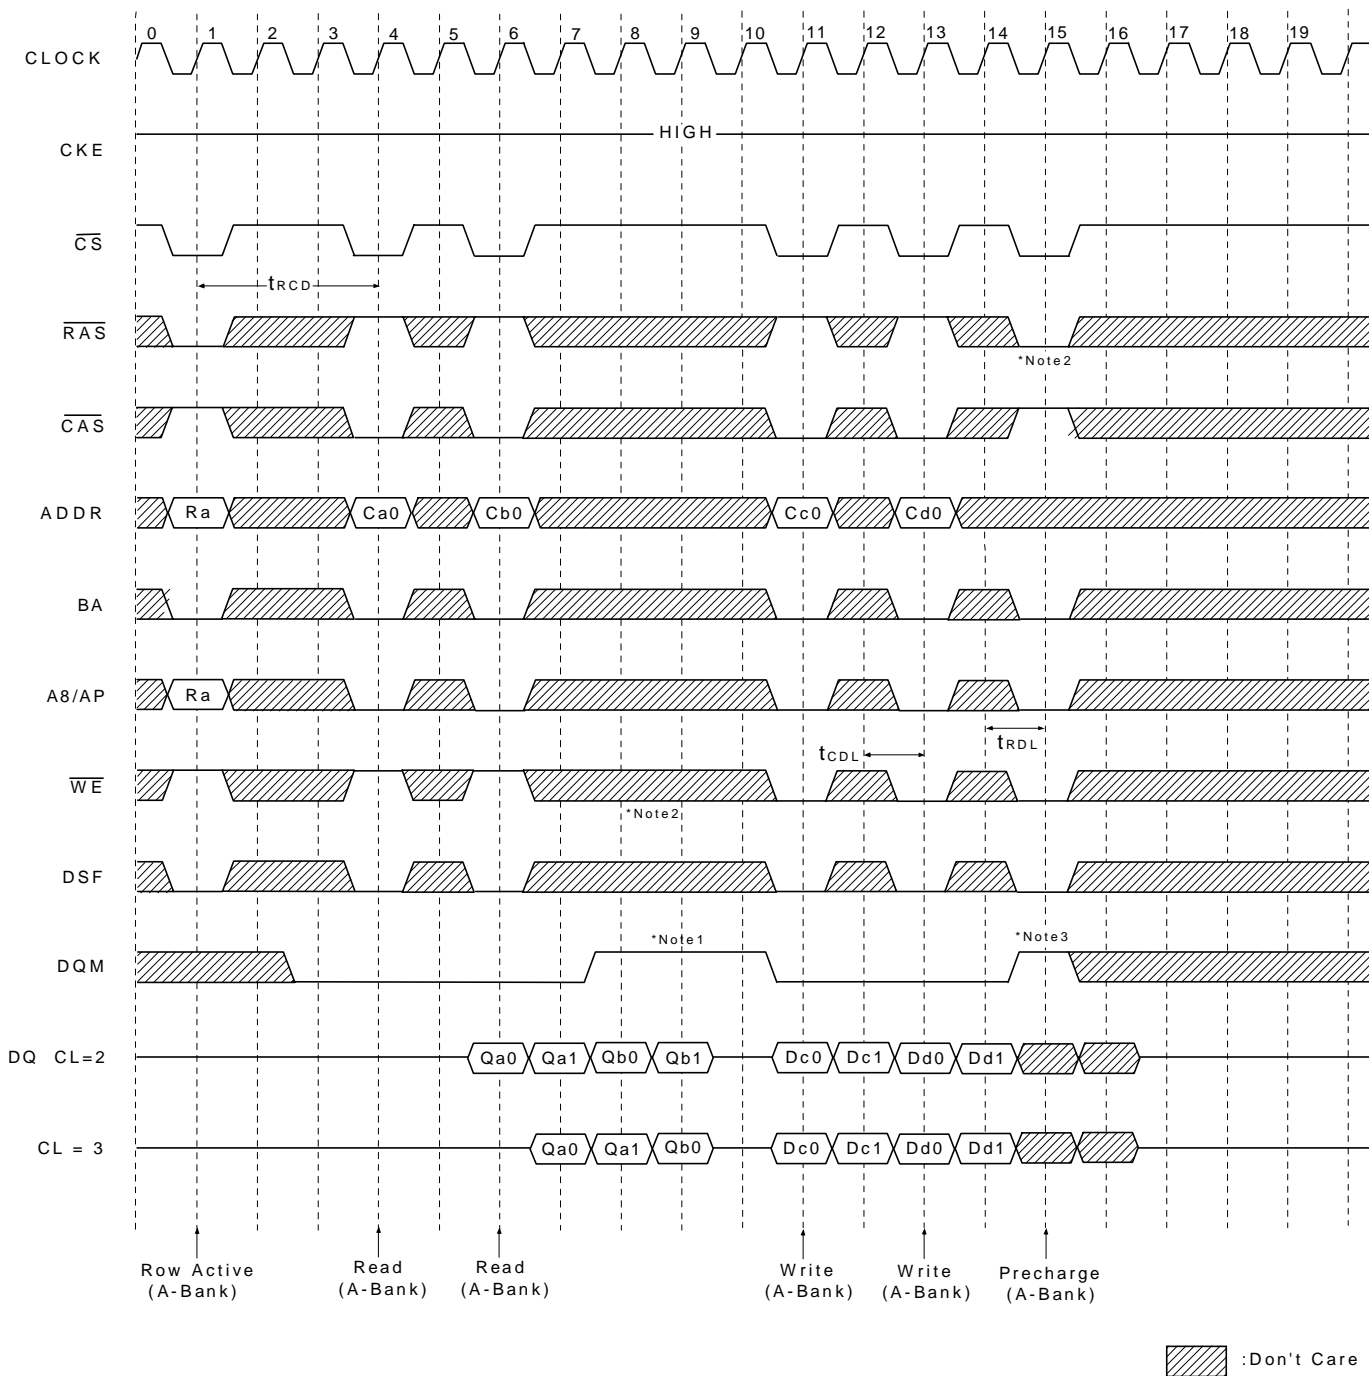 0 1 2 3 4 5 6 7 8 9 10 11 12 13 14 15 16 17 18 19
CLOCK
HIGH
CKE
CS
tRCD
RAS
*Note2
CAS
ADDR Ra Ca0 Cb0 Cc0 Cd0
BA
A8/AP Ra
tCDL tRDL
WE
*Note2
DSF
*Note1 *Note3
DQM
DQ CL=2 Qa0 Qa1 Qb0 Qb1 Dc0 Dc1 Dd0 Dd1
CL = 3 Qa0 Qa1 Qb0 Dc0 Dc1 Dd0 Dd1
Row Active Read Read Write Write Precharge
(A-Bank) (A-Bank) (A-Bank) (A-Bank) (A-Bank) (A-Bank)
:Don't Care